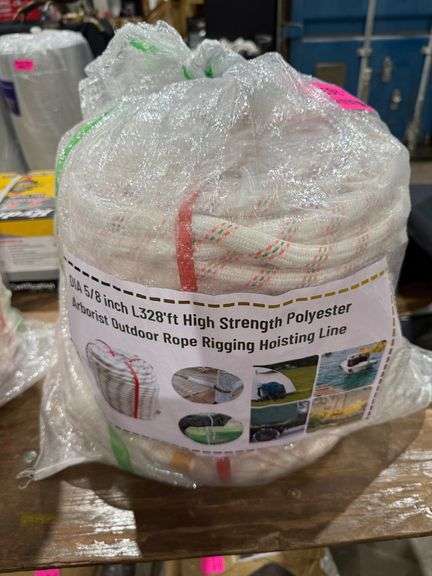 DIA 5/8 inch L328'ft High Strength Polyester
Arborist Outdoor Rope Rigging Hoisting Line